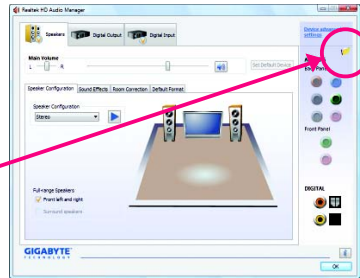 Realtek HD Audio Manager
Speakers
Digital Output
Digital Input
Device advanced settings
Main Volume
L
R
Set Default Device
Speaker Configuration
Sound Effects
Room Correction
Default Format
Speaker Configuration
Stereo
Front Panel
Full-range Speakers
Front left and right
Surround speakers
DIGITAL
GIGABYTE
TECHNOLOGY
OK